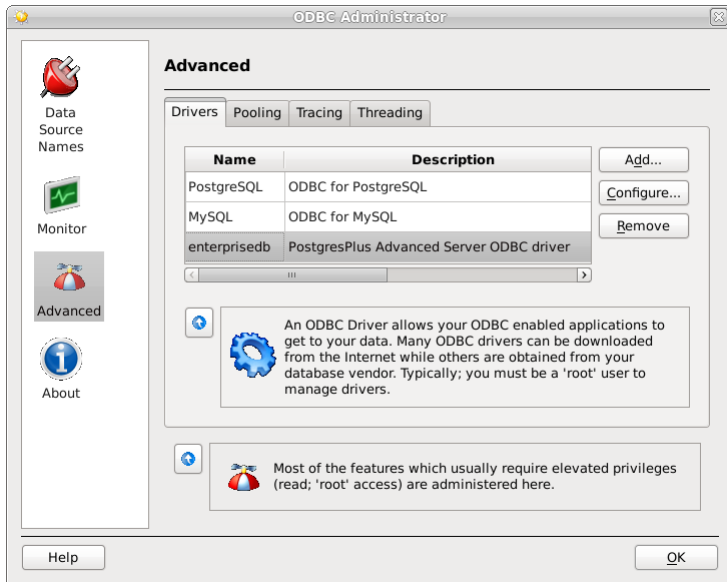 ODBC Administrator
Data
Source
Names
Monitor
Advanced
About
Advanced
Drivers Pooling Tracing Threading
Name Description
PostgreSQL ODBC for PostgreSQL
MySQL ODBC for MySQL
enterprisedb PostgresPlus Advanced Server ODBC driver
Add...
Configure...
Remove
An ODBC Driver allows your ODBC enabled applications to
get to your data. Many ODBC drivers can be downloaded
from the Internet while others are obtained from your
database vendor. Typically; you must be a 'root' user to
manage drivers.
Most of the features which usually require elevated privileges
(read; 'root' access) are administered here.
Help OK